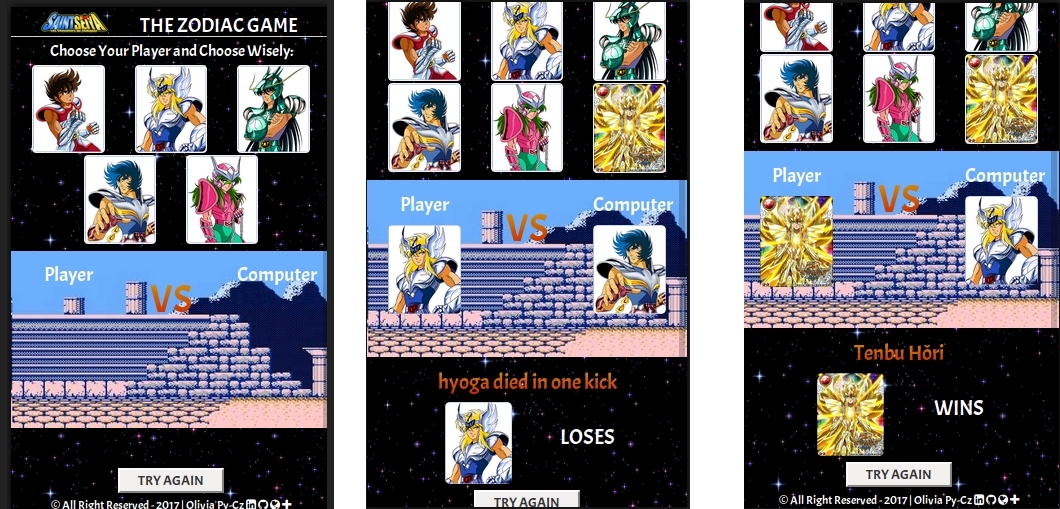 SAINT SEIYA
THE ZODIAC GAME
Choose Your Player and Choose Wisely:
Player
VS
Computer
TRY AGAIN
© All Right Reserved - 2017 | Olivia Py-Cz
Player
VS
Computer
hyoga died in one kick
LOSES
TRY AGAIN
Player
VS
Computer
Tenbu Hōri
WINS
TRY AGAIN
© All Right Reserved - 2017 | Olivia Py-Cz